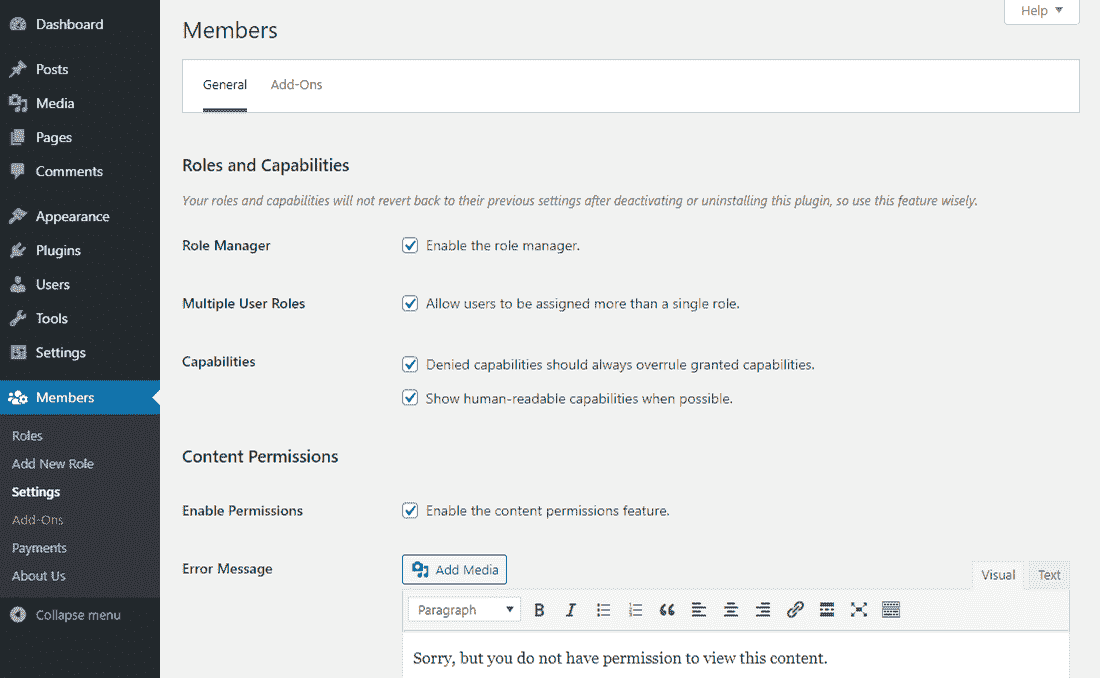 Dashboard
Posts
Media
Pages
Comments
Appearance
Plugins
Users
Tools
Settings
Members
Roles
Add New Role
Settings
Add-Ons
Payments
About Us
Collapse menu
Help
Members
General Add-Ons
Roles and Capabilities
Your roles and capabilities will not revert back to their previous settings after deactivating or uninstalling this plugin, so use this feature wisely.
Role Manager Enable the role manager.
Multiple User Roles Allow users to be assigned more than a single role.
Capabilities Denied capabilities should always overrule granted capabilities.
Show human-readable capabilities when possible.
Content Permissions
Enable Permissions Enable the content permissions feature.
Error Message Add Media
Visual Text
Paragraph B I
Sorry, but you do not have permission to view this content.